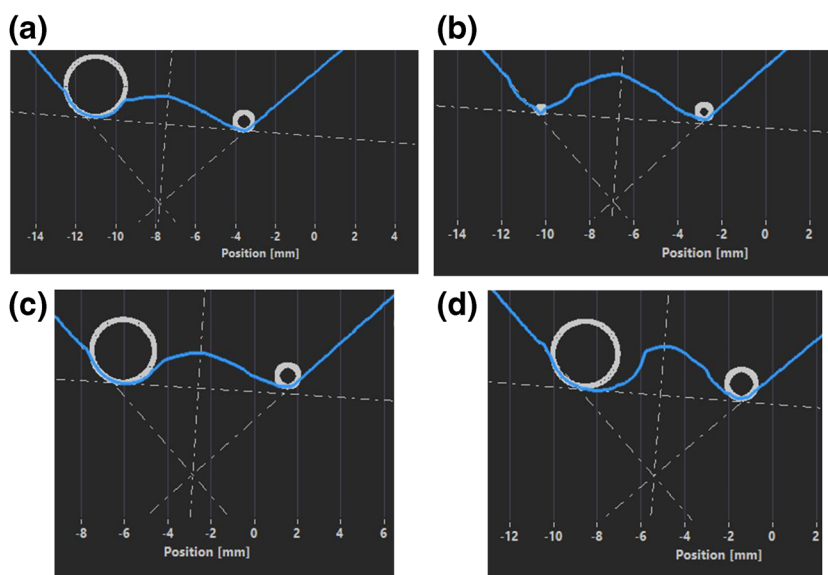 (a)
-14 -12 -10 -8 -6 -4 -2 0 2 4
Position [mm]
(b)
-14 -12 -10 -8 -6 -4 -2 0 2
Position [mm]
(c)
-8 -6 -4 -2 0 2 4 6
Position [mm]
(d)
-12 -10 -8 -6 -4 -2 0 2
Position [mm]